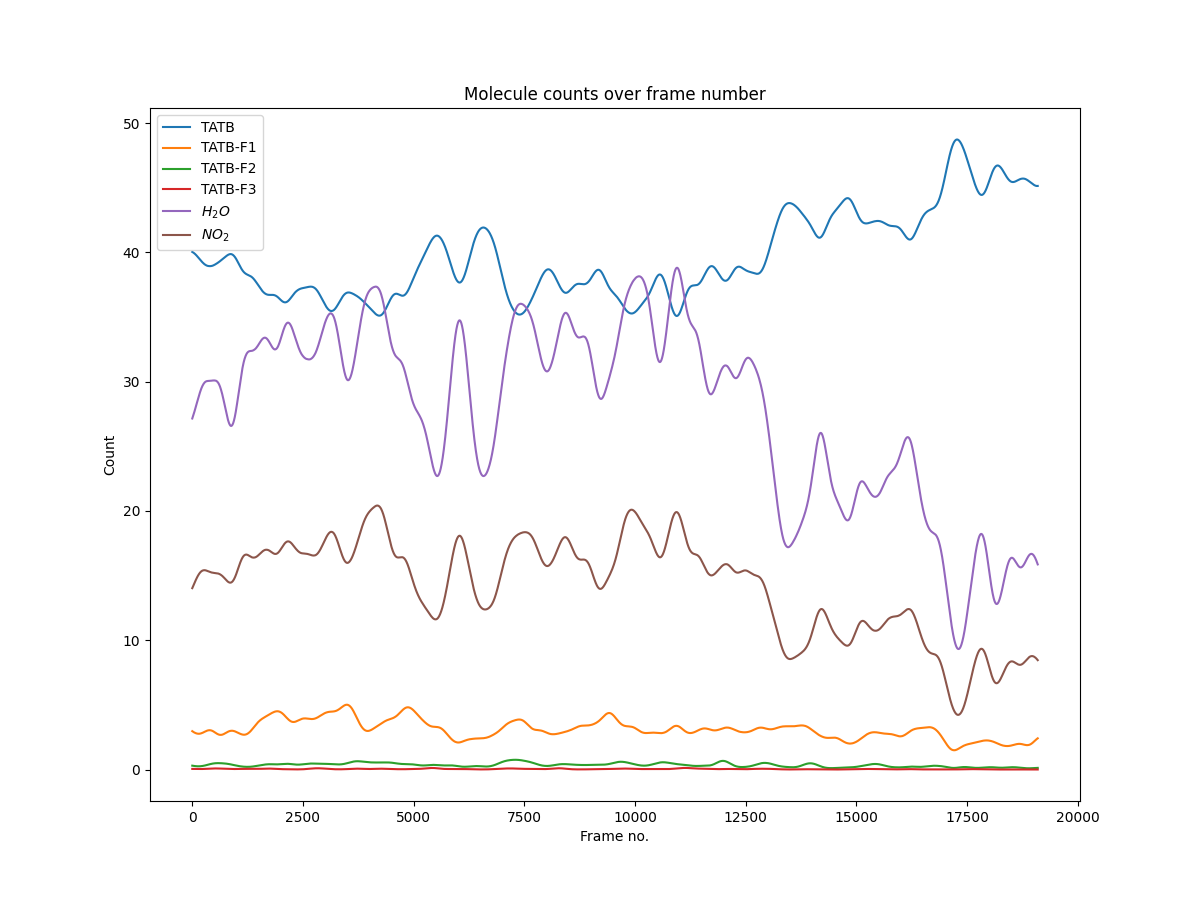 Molecule counts over frame number
50
40
30
20
10
0
Count
TATB
TATB-F1
TATB-F2
TATB-F3
H₂O
NO₂
0 2500 5000 7500 10000 12500 15000 17500 20000
Frame no.